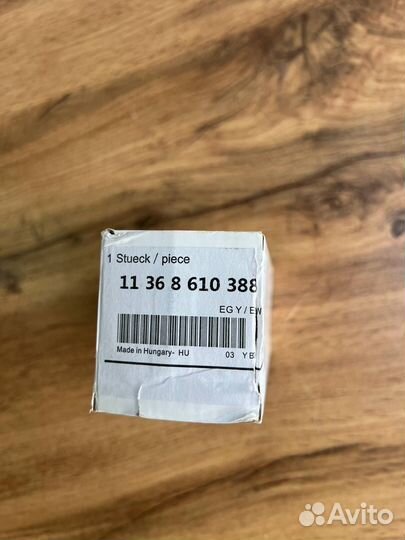 1 Stueck / piece
11 36 8 610 388
EG Y / EW
Made in Hungary- HU 03 Y B
Avito